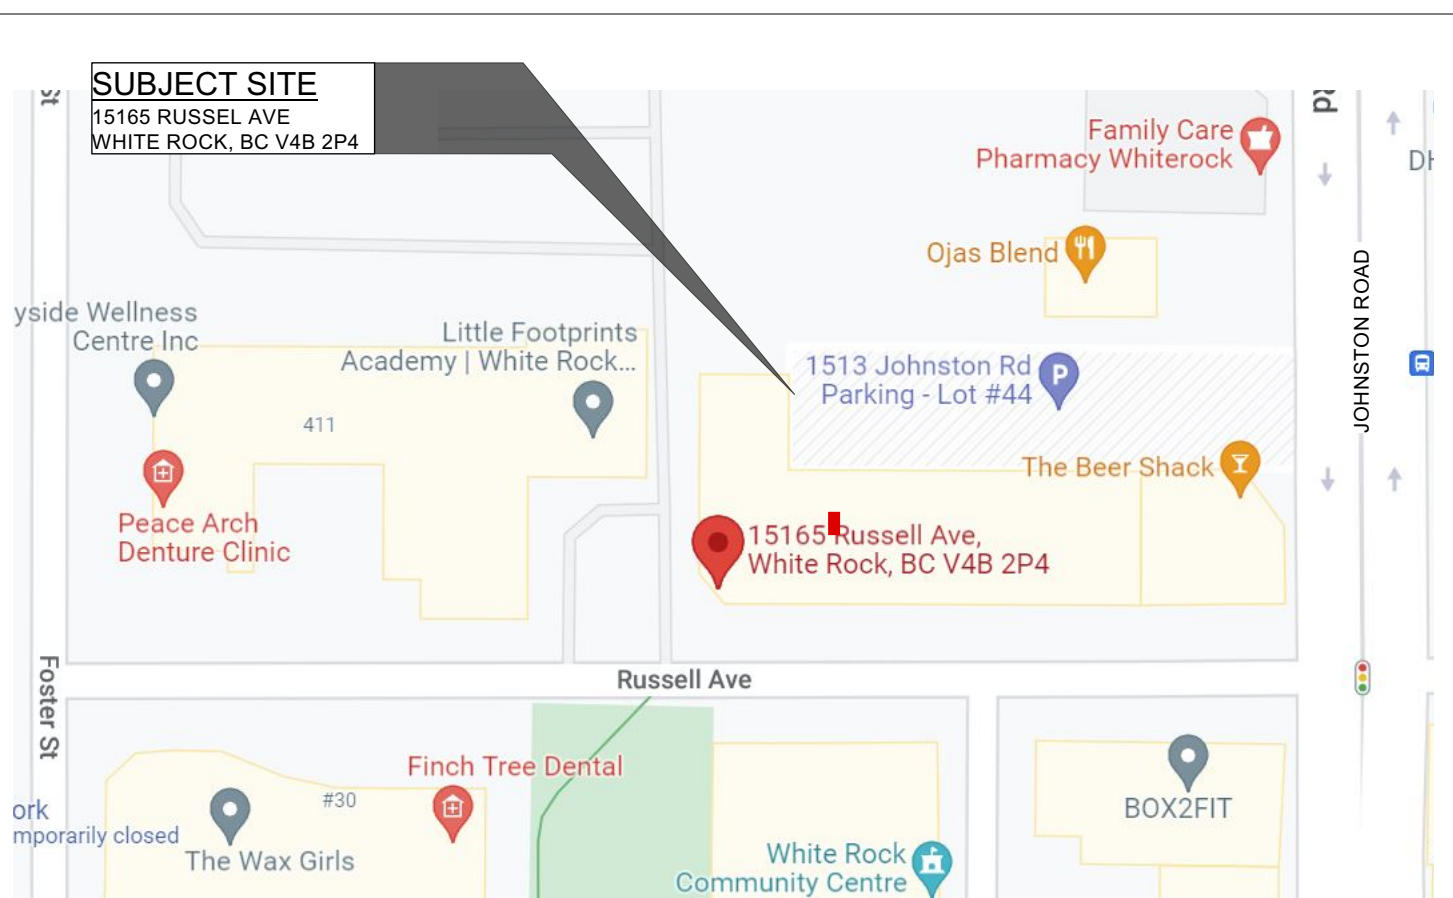 SUBJECT SITE
15165 RUSSEL AVE
WHITE ROCK, BC V4B 2P4
St
Family Care
Pharmacy Whiterock
Ojas Blend
JOHNSTON ROAD
yside Wellness
Centre Inc
Little Footprints
Academy | White Rock...
411
1513 Johnston Rd
Parking - Lot #44
P
The Beer Shack
Peace Arch
Denture Clinic
15165 Russell Ave,
White Rock, BC V4B 2P4
Russell Ave
Foster St
Finch Tree Dental
#30
ork
mporarily closed
The Wax Girls
BOX2FIT
White Rock
Community Centre